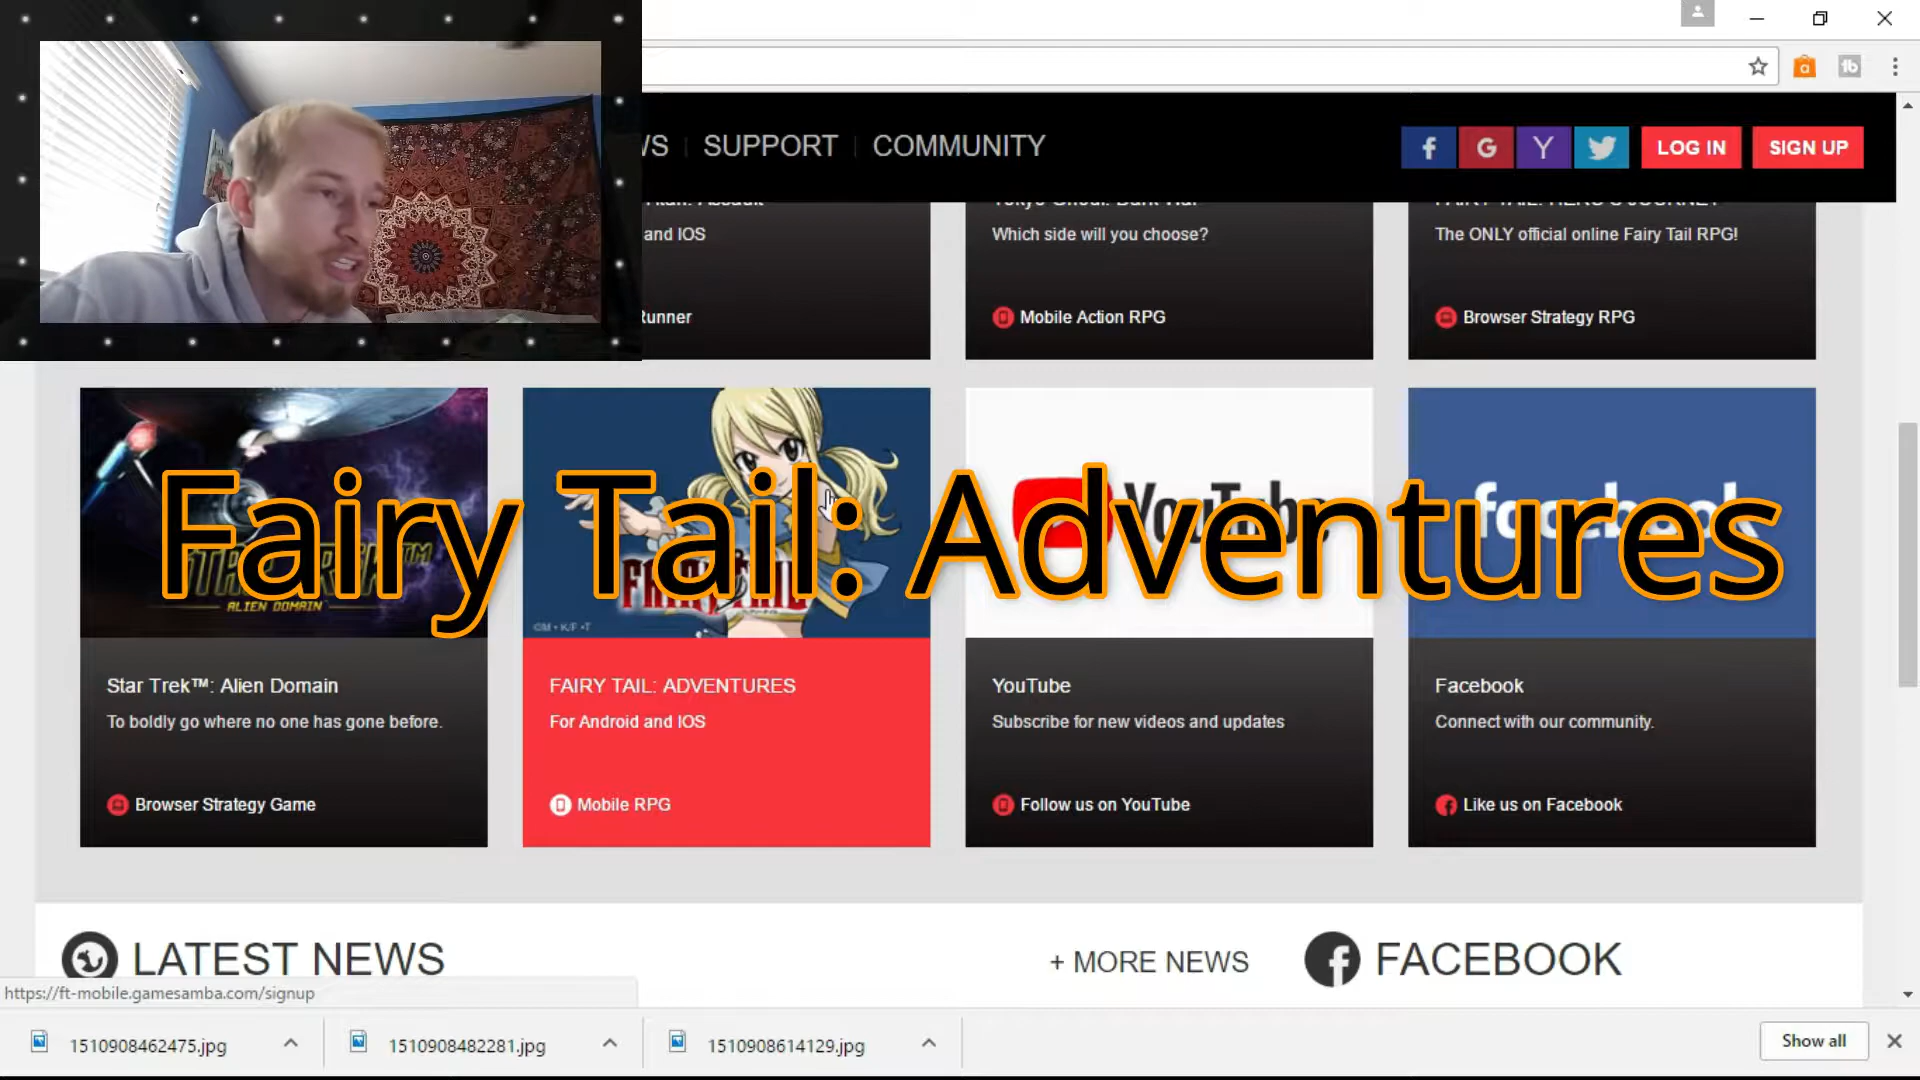 SUPPORT
COMMUNITY
f
G
Y
LOG IN
SIGN UP
and IOS
Runner
Which side will you choose?
Mobile Action RPG
The ONLY official online Fairy Tail RPG!
Browser Strategy RPG
Fairy Tail: Adventures
ALIEN DOMAIN
FAIRY TAIL
YouTube
facebook
Star Trek™: Alien Domain
To boldly go where no one has gone before.
Browser Strategy Game
FAIRY TAIL: ADVENTURES
For Android and IOS
Mobile RPG
YouTube
Subscribe for new videos and updates
Follow us on YouTube
Facebook
Connect with our community.
Like us on Facebook
LATEST NEWS
+ MORE NEWS
FACEBOOK
https://ft-mobile.gamesamba.com/signup
1510908462475.jpg
1510908482281.jpg
1510908614129.jpg
Show all